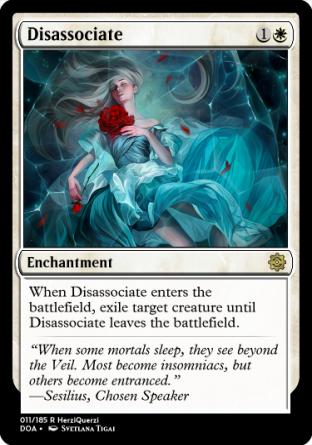 Disassociate 1
Enchantment
When Disassociate enters the
battlefield, exile target creature until
Disassociate leaves the battlefield.
“When some mortals sleep, they see beyond
the Veil. Most become insomniacs, but
others become entranced.”
—Sesilius, Chosen Speaker
011/185 R HerziQuerzi
DOA • Svetlana Tigai